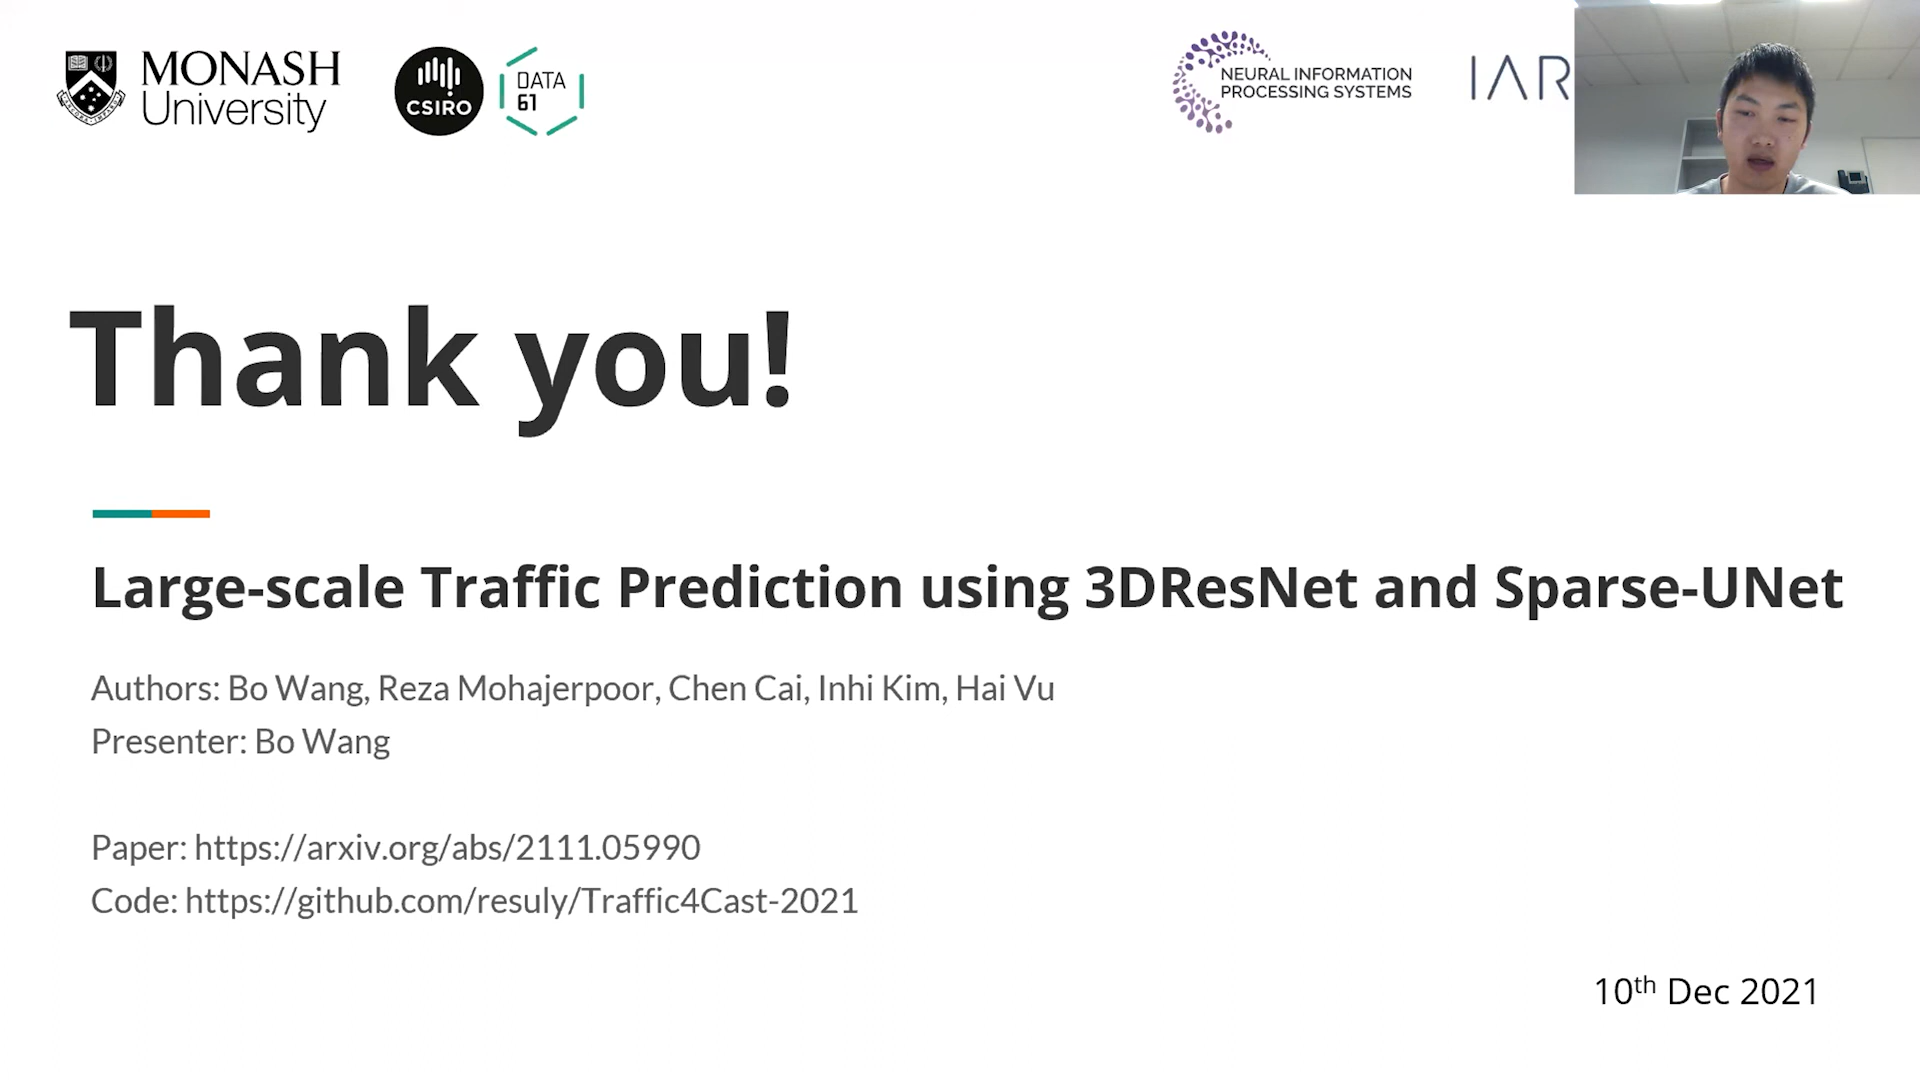 MONASH
University
CSIRO
DATA
61
NEURAL INFORMATION
PROCESSING SYSTEMS
IAR
Thank you!
Large-scale Traffic Prediction using 3DResNet and Sparse-UNet
Authors: Bo Wang, Reza Mohajerpoor, Chen Cai, Inhi Kim, Hai Vu
Presenter: Bo Wang
Paper: https://arxiv.org/abs/2111.05990
Code: https://github.com/resuly/Traffic4Cast-2021
10th Dec 2021